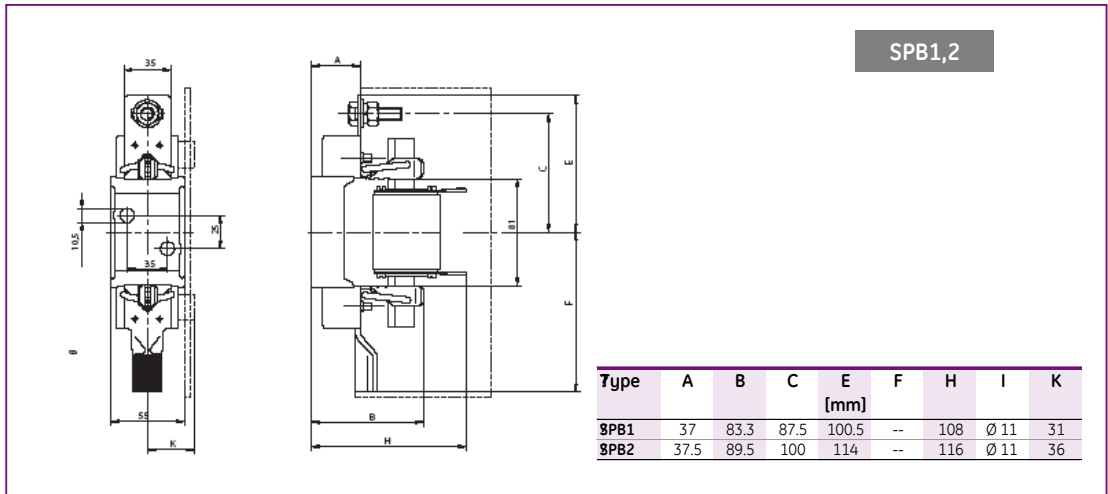 SPB1,2
35
A
C
E
81
25
10,5
35
F
55
K
B
H
Type A B C E F H I K
[mm]
SPB1 37 83.3 87.5 100.5 -- 108 Ø 11 31
SPB2 37.5 89.5 100 114 -- 116 Ø 11 36